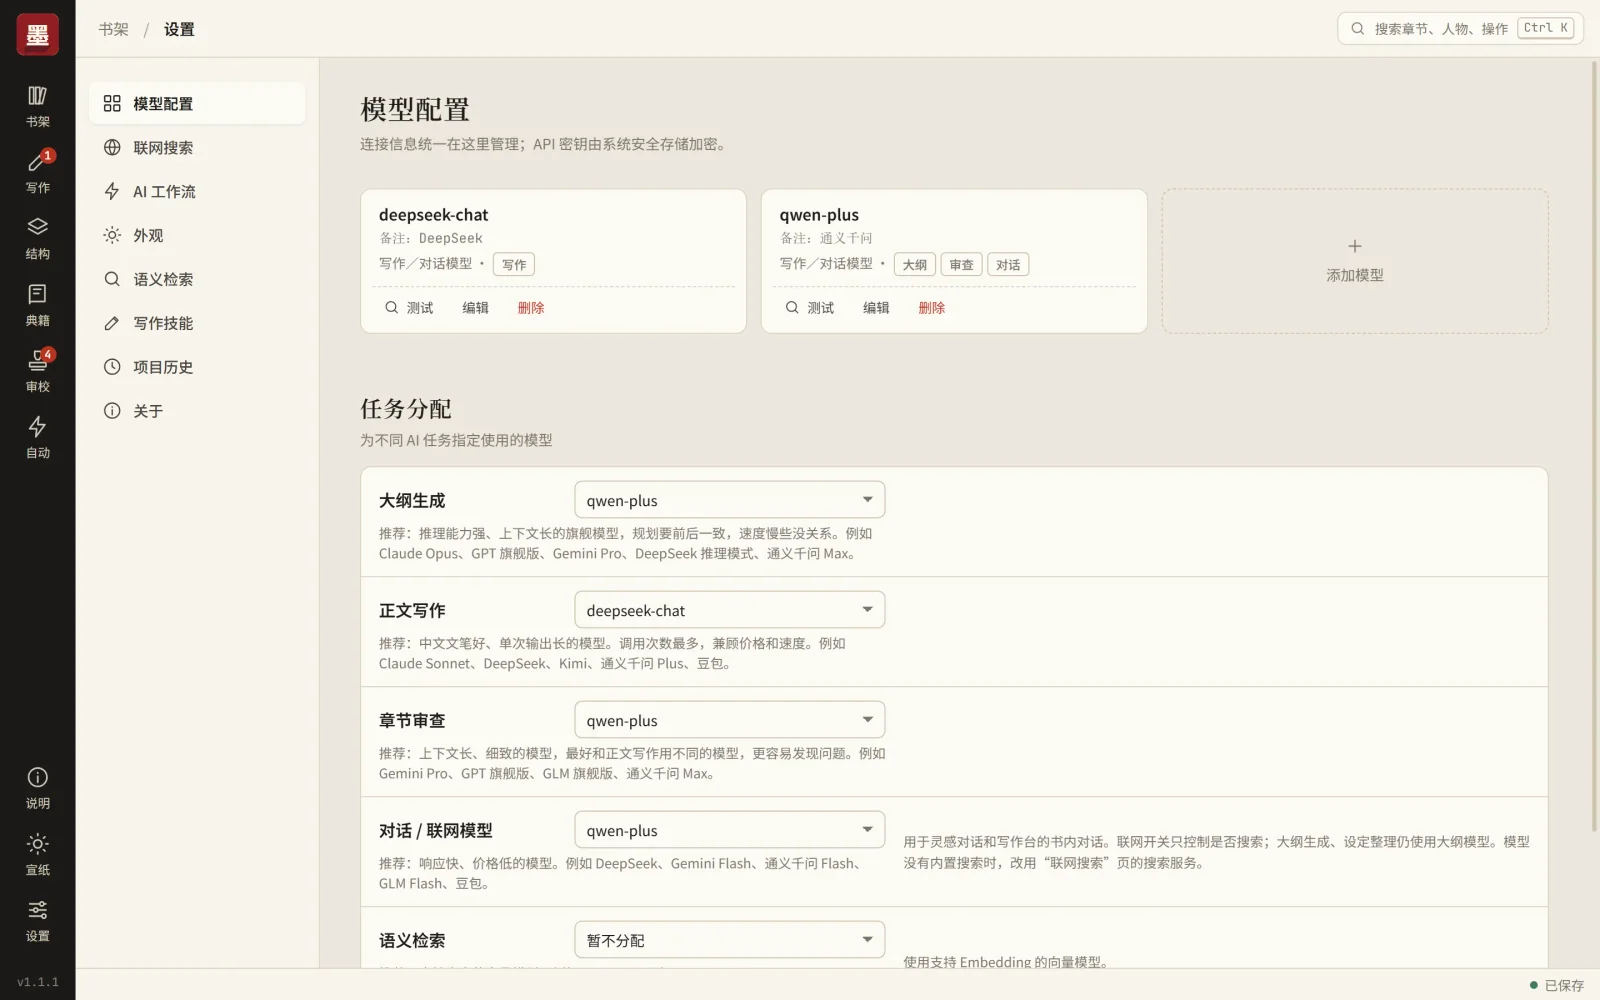 墨
书架
1
写作
结构
典籍
4
审校
自动
说明
宣纸
设置
v1.1.1
书架 / 设置
搜索章节、人物、操作 Ctrl K
模型配置
联网搜索
AI 工作流
外观
语义检索
写作技能
项目历史
关于
模型配置
连接信息统一在这里管理；API 密钥由系统安全存储加密。
deepseek-chat
备注：DeepSeek
写作／对话模型 · 写作
测试 编辑 删除
qwen-plus
备注：通义千问
写作／对话模型 · 大纲 审查 对话
测试 编辑 删除
添加模型
任务分配
为不同 AI 任务指定使用的模型
大纲生成 qwen-plus
推荐：推理能力强、上下文长的旗舰模型，规划要前后一致，速度慢些没关系。例如
Claude Opus、GPT 旗舰版、Gemini Pro、DeepSeek 推理模式、通义千问 Max。
正文写作 deepseek-chat
推荐：中文文笔好、单次输出长的模型。调用次数最多，兼顾价格和速度。例如
Claude Sonnet、DeepSeek、Kimi、通义千问 Plus、豆包。
章节审查 qwen-plus
推荐：上下文长、细致的模型，最好和正文写作用不同的模型，更容易发现问题。例如
Gemini Pro、GPT 旗舰版、GLM 旗舰版、通义千问 Max。
对话 / 联网模型 qwen-plus
推荐：响应快、价格低的模型。例如 DeepSeek、Gemini Flash、通义千问 Flash、
GLM Flash、豆包。
用于灵感对话和写作台的书内对话。联网开关只控制是否搜索；大纲生成、设定整理仍使用大纲模型。模型
没有内置搜索时，改用“联网搜索”页的搜索服务。
语义检索 暂不分配
使用支持 Embedding 的向量模型。
已保存